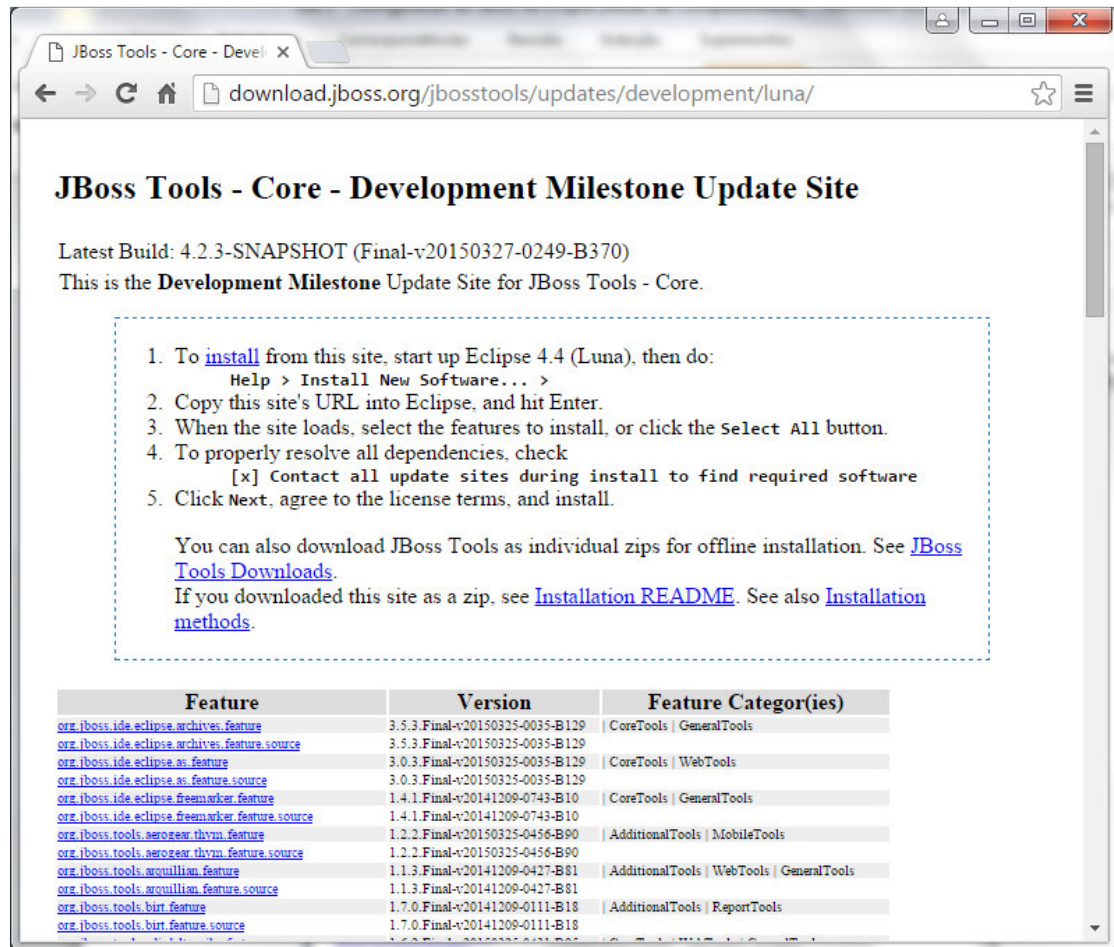 JBoss Tools - Core - Devel
download.jboss.org/jbosstools/updates/development/luna/
JBoss Tools - Core - Development Milestone Update Site
Latest Build: 4.2.3-SNAPSHOT (Final-v20150327-0249-B370)
This is the Development Milestone Update Site for JBoss Tools - Core.
1. To install from this site, start up Eclipse 4.4 (Luna), then do:
Help > Install New Software... >
2. Copy this site's URL into Eclipse, and hit Enter.
3. When the site loads, select the features to install, or click the Select All button.
4. To properly resolve all dependencies, check
[x] Contact all update sites during install to find required software
5. Click Next, agree to the license terms, and install.
You can also download JBoss Tools as individual zips for offline installation. See JBoss
Tools Downloads.
If you downloaded this site as a zip, see Installation README. See also Installation
methods.
Feature Version Feature Categor(ies)
org.jboss.ide.eclipse.archives.feature 3.5.3.Final-v20150325-0035-B129 | CoreTools | GeneralTools
org.jboss.ide.eclipse.archives.feature.source 3.5.3.Final-v20150325-0035-B129
org.jboss.ide.eclipse.as.feature 3.0.3.Final-v20150325-0035-B129 | CoreTools | WebTools
org.jboss.ide.eclipse.as.feature.source 3.0.3.Final-v20150325-0035-B129
org.jboss.ide.eclipse.freemarker.feature 1.4.1.Final-v20141209-0743-B10 | CoreTools | GeneralTools
org.jboss.ide.eclipse.freemarker.feature.source 1.4.1.Final-v20141209-0743-B10
org.jboss.tools.aerogear.thym.feature 1.2.2.Final-v20150325-0456-B90 | AdditionalTools | MobileTools
org.jboss.tools.aerogear.thym.feature.source 1.2.2.Final-v20150325-0456-B90
org.jboss.tools.arquillian.feature 1.1.3.Final-v20141209-0427-B81 | AdditionalTools | WebTools | GeneralTools
org.jboss.tools.arquillian.feature.source 1.1.3.Final-v20141209-0427-B81
org.jboss.tools.birt.feature 1.7.0.Final-v20141209-0111-B18 | AdditionalTools | ReportTools
org.jboss.tools.birt.feature.source 1.7.0.Final-v20141209-0111-B18